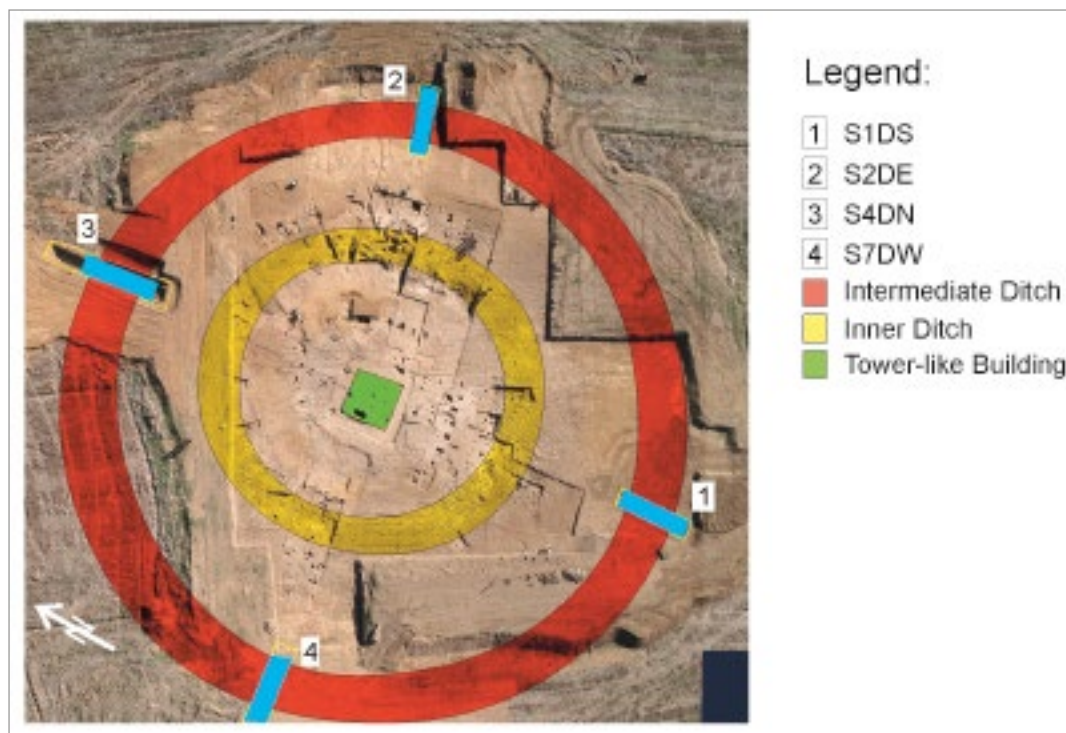 2
3
1
4
Legend:
1 S1DS
2 S2DE
3 S4DN
4 S7DW
Intermediate Ditch
Inner Ditch
Tower-like Building